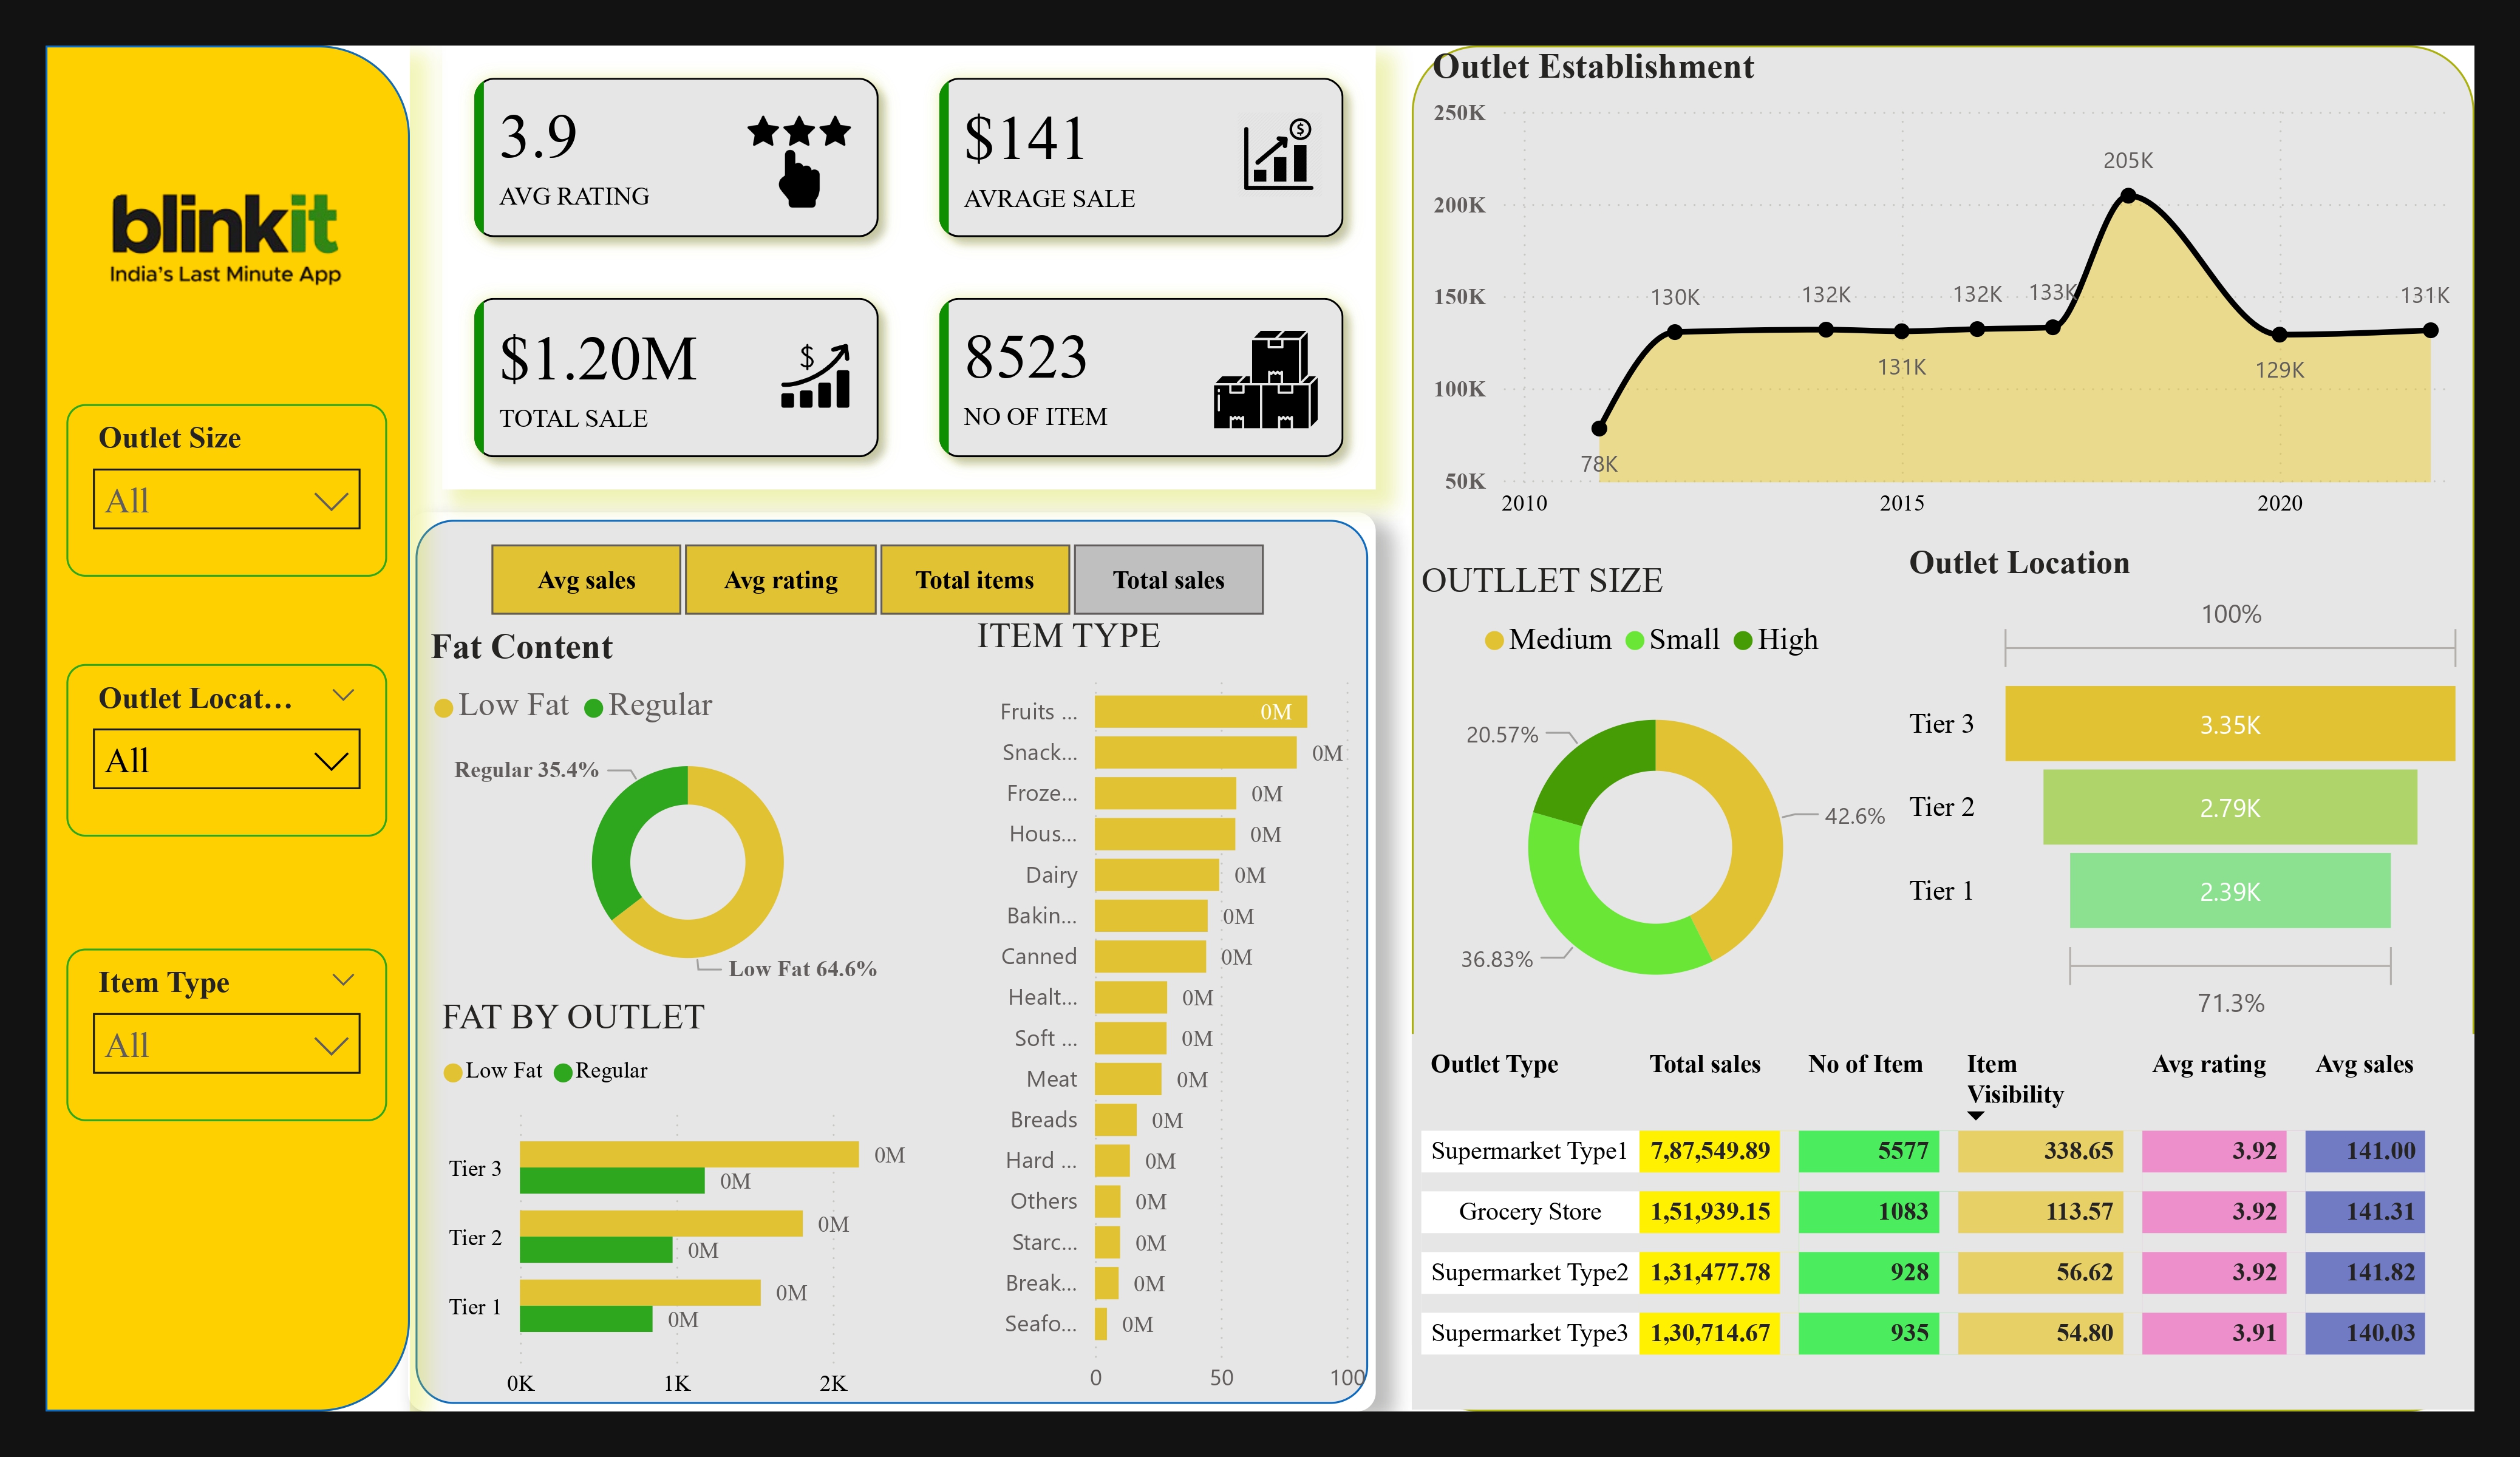 blinkit
India's Last Minute App
Outlet Size
All
Outlet Locat...
All
Item Type
All
3.9
AVG RATING
$141
AVRAGE SALE
$1.20M
TOTAL SALE
8523
NO OF ITEM
Avg sales Avg rating Total items Total sales
Fat Content
Low Fat Regular
Regular 35.4%
Low Fat 64.6%
FAT BY OUTLET
Low Fat Regular
Tier 3 0M
0M
Tier 2 0M
0M
Tier 1 0M
0M
0K 1K 2K
ITEM TYPE
Fruits ... 0M
Snack... 0M
Froze... 0M
Hous... 0M
Dairy 0M
Bakin... 0M
Canned 0M
Healt... 0M
Soft ... 0M
Meat 0M
Breads 0M
Hard ... 0M
Others 0M
Starc... 0M
Break... 0M
Seafo... 0M
0 50 100
Outlet Establishment
250K
200K
150K
100K
50K
78K 130K 132K 131K 132K 133K 205K 129K 131K
2010 2015 2020
OUTLLET SIZE
Medium Small High
20.57%
42.6%
36.83%
Outlet Location
100%
Tier 3 3.35K
Tier 2 2.79K
Tier 1 2.39K
71.3%
Outlet Type Total sales No of Item Item Visibility Avg rating Avg sales
Supermarket Type1 7,87,549.89 5577 338.65 3.92 141.00
Grocery Store 1,51,939.15 1083 113.57 3.92 141.31
Supermarket Type2 1,31,477.78 928 56.62 3.92 141.82
Supermarket Type3 1,30,714.67 935 54.80 3.91 140.03